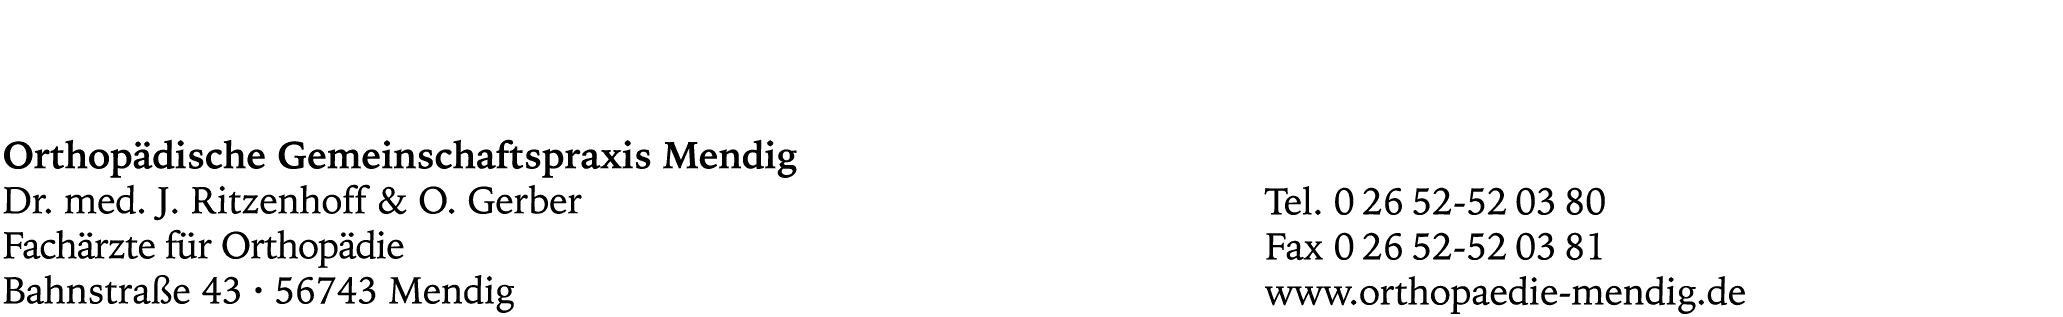 Orthopädische Gemeinschaftspraxis Mendig
Dr. med. J. Ritzenhoff & O. Gerber
Fachärzte für Orthopädie
Bahnstraße 43 · 56743 Mendig
Tel. 0 26 52-52 03 80
Fax 0 26 52-52 03 81
www.orthopaedie-mendig.de